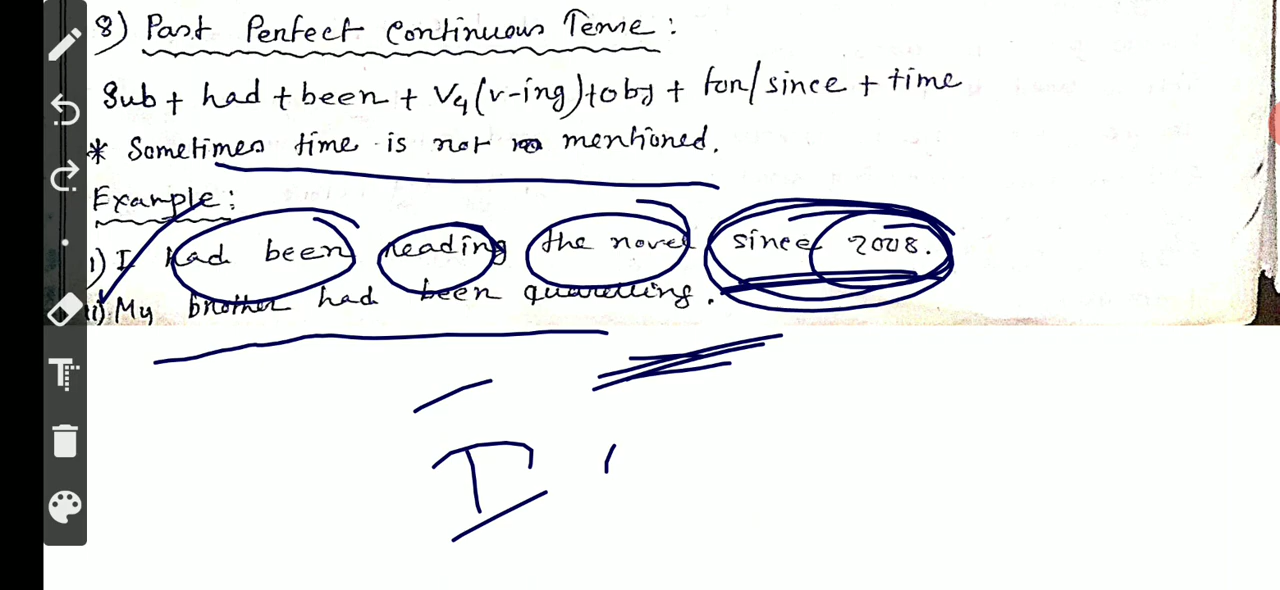 8) Past Perfect Continuous Tense :
Sub + had + been + V4 (v-ing) + obj + for/since + time
* Sometimes time is not mentioned.
Example :
i) I had been reading the novel since 2008.
ii) My brother had been quarelling.
I